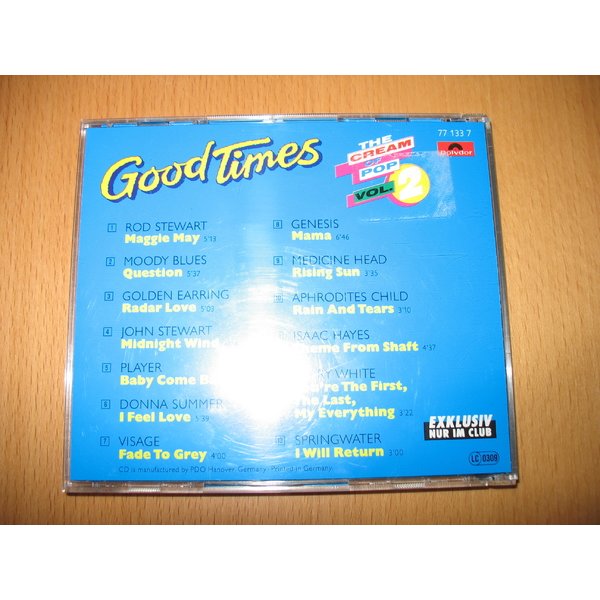 Good Times
THE
CREAM
OF
POP
VOL. 2
77 133 7
polydor
1 ROD STEWART
Maggie May 5'13
2 MOODY BLUES
Question 5'37
3 GOLDEN EARRING
Radar Love 5'03
4 JOHN STEWART
Midnight Wind
5 PLAYER
Baby Come
6 DONNA SUMMER
I Feel Love 5'39
7 VISAGE
Fade To Grey 4'00
8 GENESIS
Mama 6'46
9 MEDICINE HEAD
Rising Sun 3'35
10 APHRODITES CHILD
Rain And Tears 3'10
ISAAC HAYES
From Shaft 4'37
WHITE
The First,
Last,
My Everything 3'22
SPRINGWATER
I Will Return 3'00
EXKLUSIV
NUR IM CLUB
CD is manufactured by PDO Hanover, Germany. Printed in Germany.
LC 0309